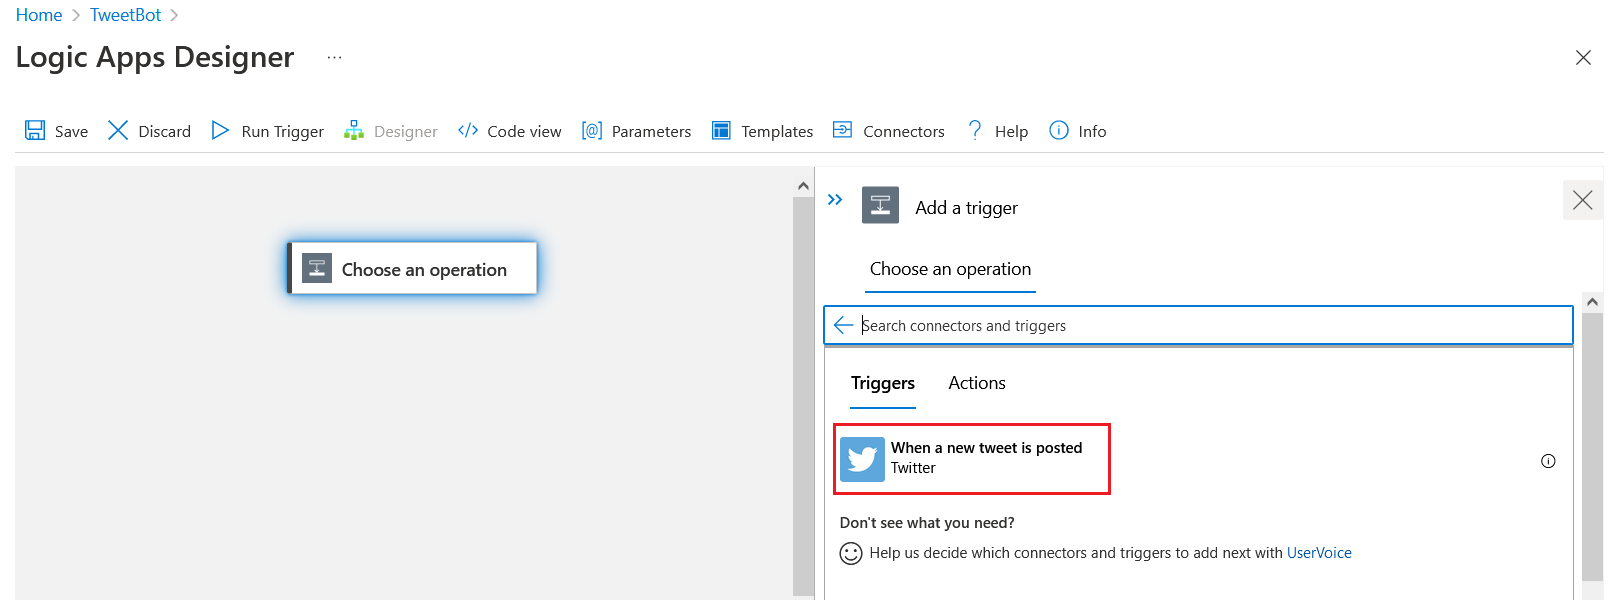 Home > TweetBot >
Logic Apps Designer ...
Save Discard Run Trigger Designer Code view Parameters Templates Connectors Help Info
Add a trigger
Choose an operation
Choose an operation
Search connectors and triggers
Triggers Actions
When a new tweet is posted
Twitter
Don't see what you need?
Help us decide which connectors and triggers to add next with UserVoice